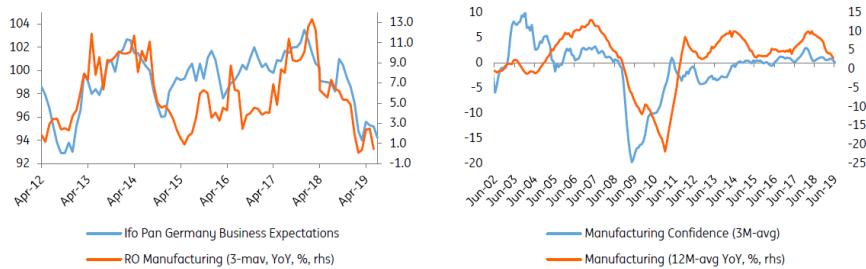 104
102
100
98
96
94
92
13.0
11.0
9.0
7.0
5.0
3.0
1.0
-1.0
Apr-12
Apr-13
Apr-14
Apr-15
Apr-16
Apr-17
Apr-18
Apr-19
Ifo Pan Germany Business Expectations
RO Manufacturing (3-mav, YoY, %, rhs)
10
5
0
-5
-10
-15
-20
15
10
5
0
-5
-10
-15
-20
-25
Jun-02
Jun-03
Jun-04
Jun-05
Jun-06
Jun-07
Jun-08
Jun-09
Jun-10
Jun-11
Jun-12
Jun-13
Jun-14
Jun-15
Jun-16
Jun-17
Jun-18
Jun-19
Manufacturing Confidence (3M-avg)
Manufacturing (12M-avg YoY, %, rhs)